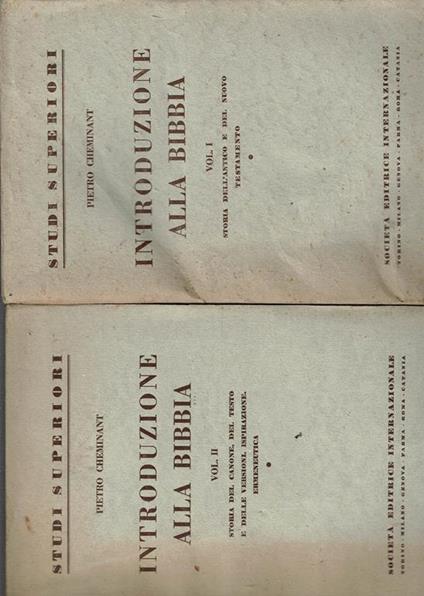 STUDI SUPERIORI
PIETRO CHEMINANT
INTRODUZIONE
ALLA BIBBIA
VOL. I
STORIA DELL'ANTICO E DEL NUOVO
TESTAMENTO
SOCIETÀ EDITRICE INTERNAZIONALE
TORINO - MILANO - GENOVA - PARMA - ROMA - CATANIA
STUDI SUPERIORI
PIETRO CHEMINANT
INTRODUZIONE
ALLA BIBBIA
VOL. II
STORIA DEL CANONE, DEL TESTO
E DELLE VERSIONI, ISPIRAZIONE,
ERMENEUTICA
SOCIETÀ EDITRICE INTERNAZIONALE
TORINO - MILANO - GENOVA - PARMA - ROMA - CATANIA